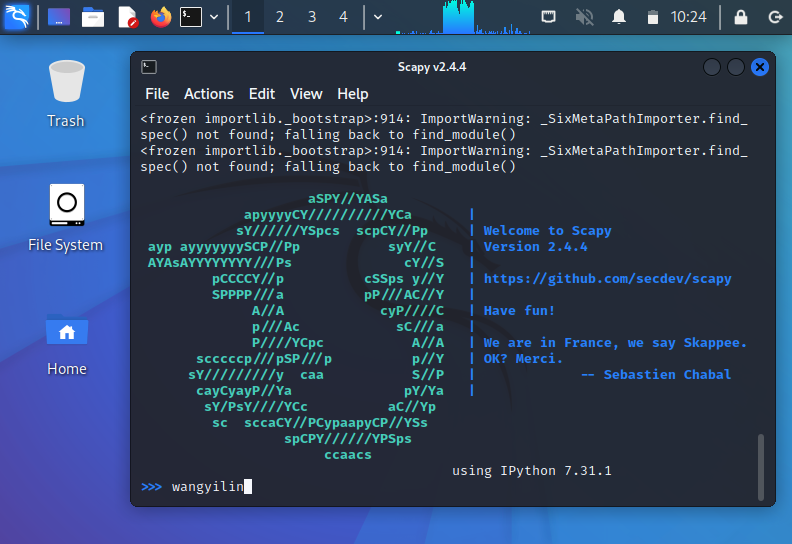 1 2 3 4 10:24
Scapy v2.4.4
File Actions Edit View Help
<frozen importlib._bootstrap>:914: ImportWarning: _SixMetaPathImporter.find_
spec() not found; falling back to find_module()
<frozen importlib._bootstrap>:914: ImportWarning: _SixMetaPathImporter.find_
spec() not found; falling back to find_module()
aSPY//YASa
apyyyyCY//////////YCa |
sY//////YSpcs scpCY//Pp | Welcome to Scapy
ayp ayyyyyyySCP//Pp syY//C | Version 2.4.4
AYAsAYYYYYYYY///Ps cY//S |
pCCCCY//p cSSps y//Y | https://github.com/secdev/scapy
SPPPP///a pP///AC//Y |
A//A cyP////C | Have fun!
p///Ac sC///a |
P////YCpc A//A | We are in France, we say Skappee.
scccccp///pSP///p p//Y | OK? Merci.
sY/////////y caa S//P | -- Sebastien Chabal
cayCyayP//Ya pY/Ya |
sY/PsY////YCc aC//Yp
sc sccaCY//PCypaapyCP//YSs
spCPY//////YPSps
ccaacs
using IPython 7.31.1
>>> wangyilin
Trash
File System
Home